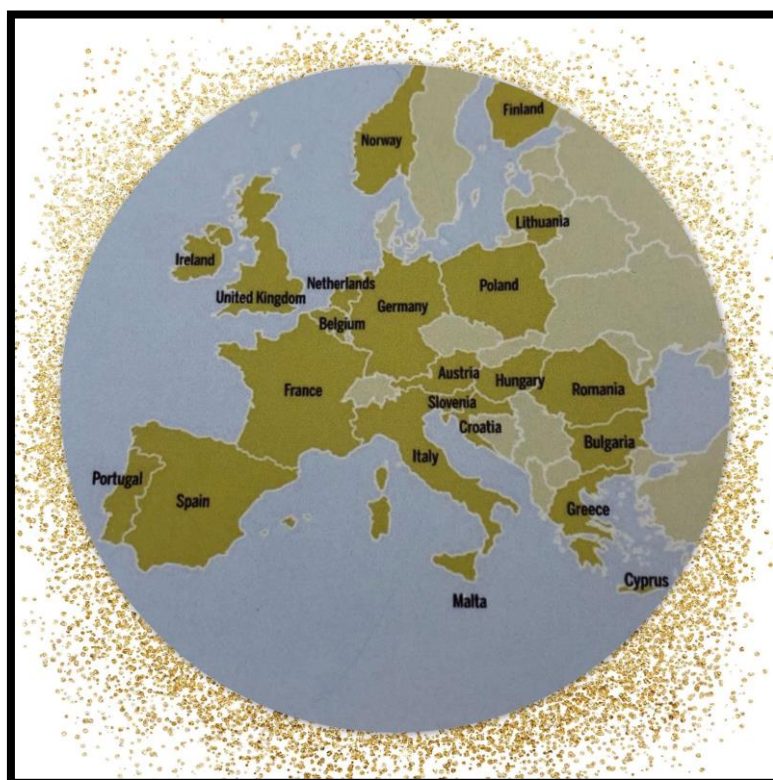 Finland
Norway
Lithuania
Ireland
Netherlands
United Kingdom
Poland
Germany
Belgium
Austria
Hungary
France
Romania
Slovenia
Croatia
Bulgaria
Italy
Portugal
Spain
Greece
Cyprus
Malta